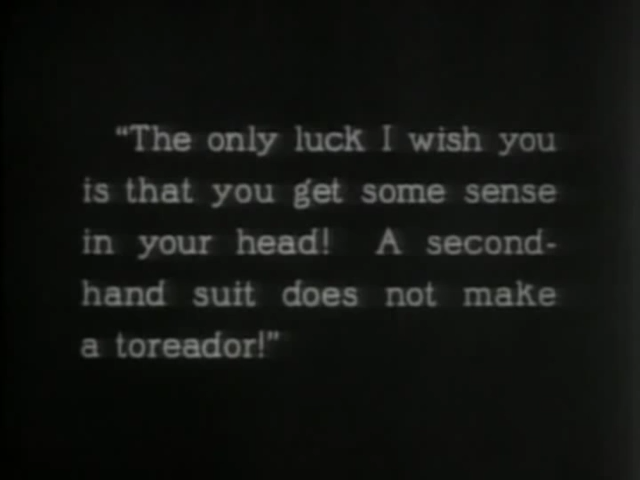 “The only luck I wish you
is that you get some sense
in your head! A second-
hand suit does not make
a toreador!”